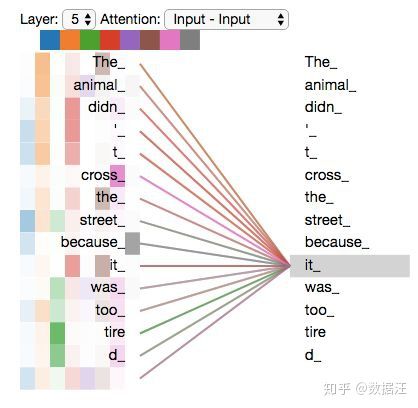 Layer: 5 Attention: Input - Input
The_ The_
animal_ animal_
didn_ didn_
'_ '_
t_ t_
cross_ cross_
the_ the_
street_ street_
because_ because_
it_ it_
was_ was_
too_ too_
tire tire
d_ d_
_ _
知乎 @数据汪